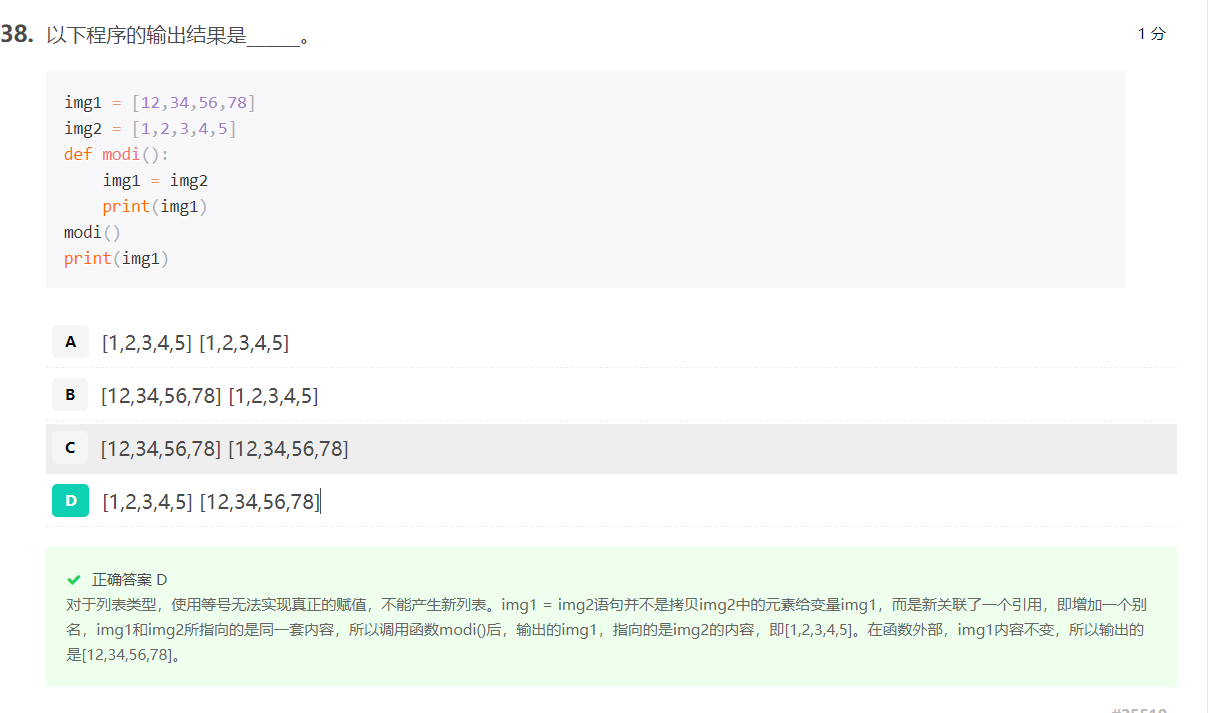 38. 以下程序的输出结果是______。
1 分
img1 = [12,34,56,78]
img2 = [1,2,3,4,5]
def modi():
    img1 = img2
    print(img1)
modi()
print(img1)
A [1,2,3,4,5] [1,2,3,4,5]
B [12,34,56,78] [1,2,3,4,5]
C [12,34,56,78] [12,34,56,78]
D [1,2,3,4,5] [12,34,56,78]
正确答案 D
对于列表类型，使用等号无法实现真正的赋值，不能产生新列表。img1 = img2语句并不是拷贝img2中的元素给变量img1，而是新关联了一个引用，即增加一个别
名，img1和img2所指向的是同一套内容，所以调用函数modi()后，输出的img1，指向的是img2的内容，即[1,2,3,4,5]。在函数外部，img1内容不变，所以输出的
是[12,34,56,78]。